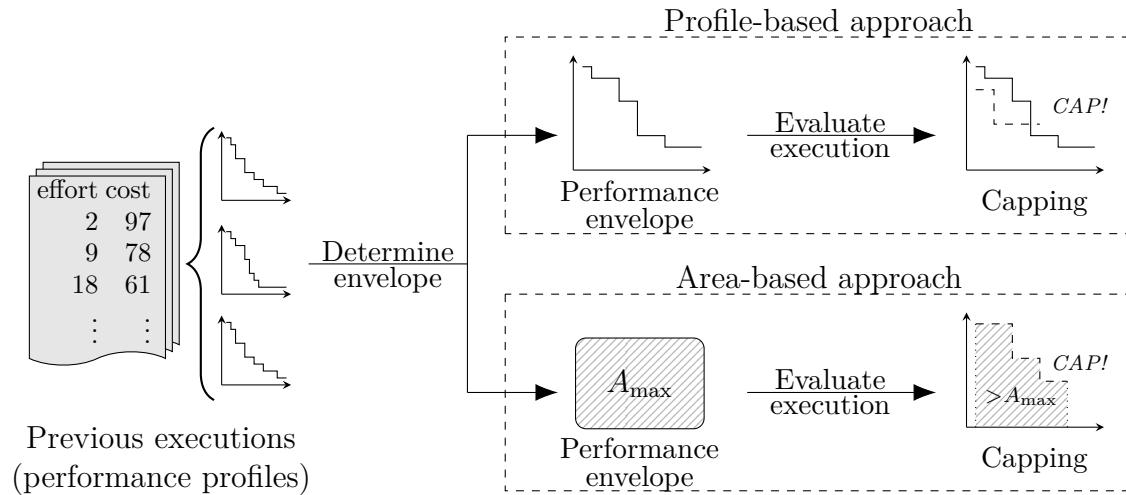 Profile-based approach
effort cost
2 97
9 78
18 61
⋮ ⋮
Previous executions
(performance profiles)
Determine
envelope
Performance
envelope
Evaluate
execution
CAP!
Capping
Area-based approach
A_max
Performance
envelope
Evaluate
execution
CAP!
>A_max
Capping